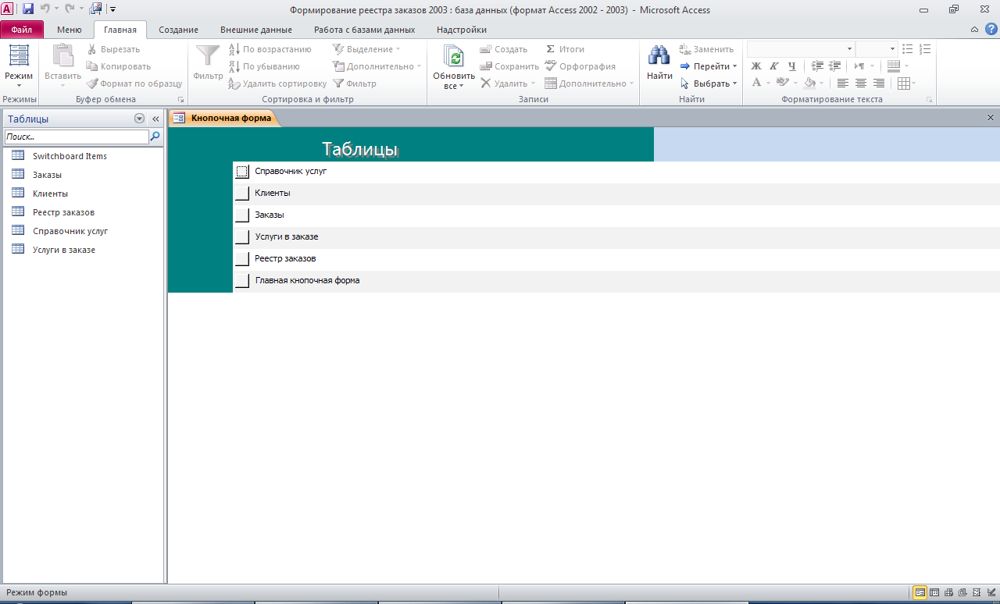 Формирование реестра заказов 2003 : база данных (формат Access 2002 - 2003) - Microsoft Access
Файл Меню Главная Создание Внешние данные Работа с базами данных Надстройки
Режим
Режимы
Вставить
Вырезать
Копировать
Формат по образцу
Буфер обмена
Фильтр
По возрастанию
По убыванию
Удалить сортировку
Выделение
Дополнительно
Фильтр
Сортировка и фильтр
Обновить
все
Создать
Сохранить
Удалить
Итоги
Орфография
Дополнительно
Записи
Найти
Заменить
Перейти
Выбрать
Найти
Ж К Ч
А
Форматирование текста
Таблицы
Поиск...
Switchboard Items
Заказы
Клиенты
Реестр заказов
Справочник услуг
Услуги в заказе
Кнопочная форма
Таблицы
Справочник услуг
Клиенты
Заказы
Услуги в заказе
Реестр заказов
Главная кнопочная форма
Режим формы